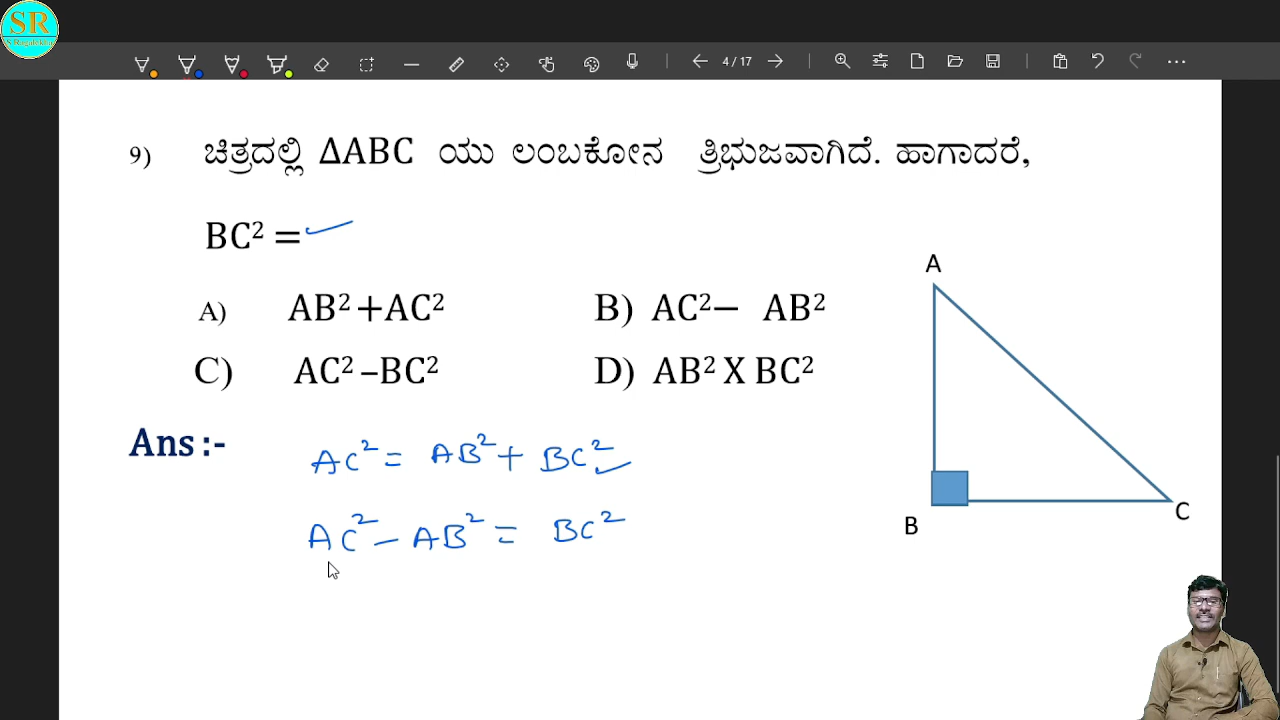 SR
4 / 17
9) ಚಿತ್ರದಲ್ಲಿ ΔABC ಯು ಲಂಬಕೋನ ತ್ರಿಭುಜವಾಗಿದೆ. ಹಾಗಾದರೆ,
BC² =
A) AB² +AC² B) AC²− AB²
C) AC² –BC² D) AB² X BC²
Ans :-
AC² = AB² + BC²
AC² − AB² = BC²
A
B
C